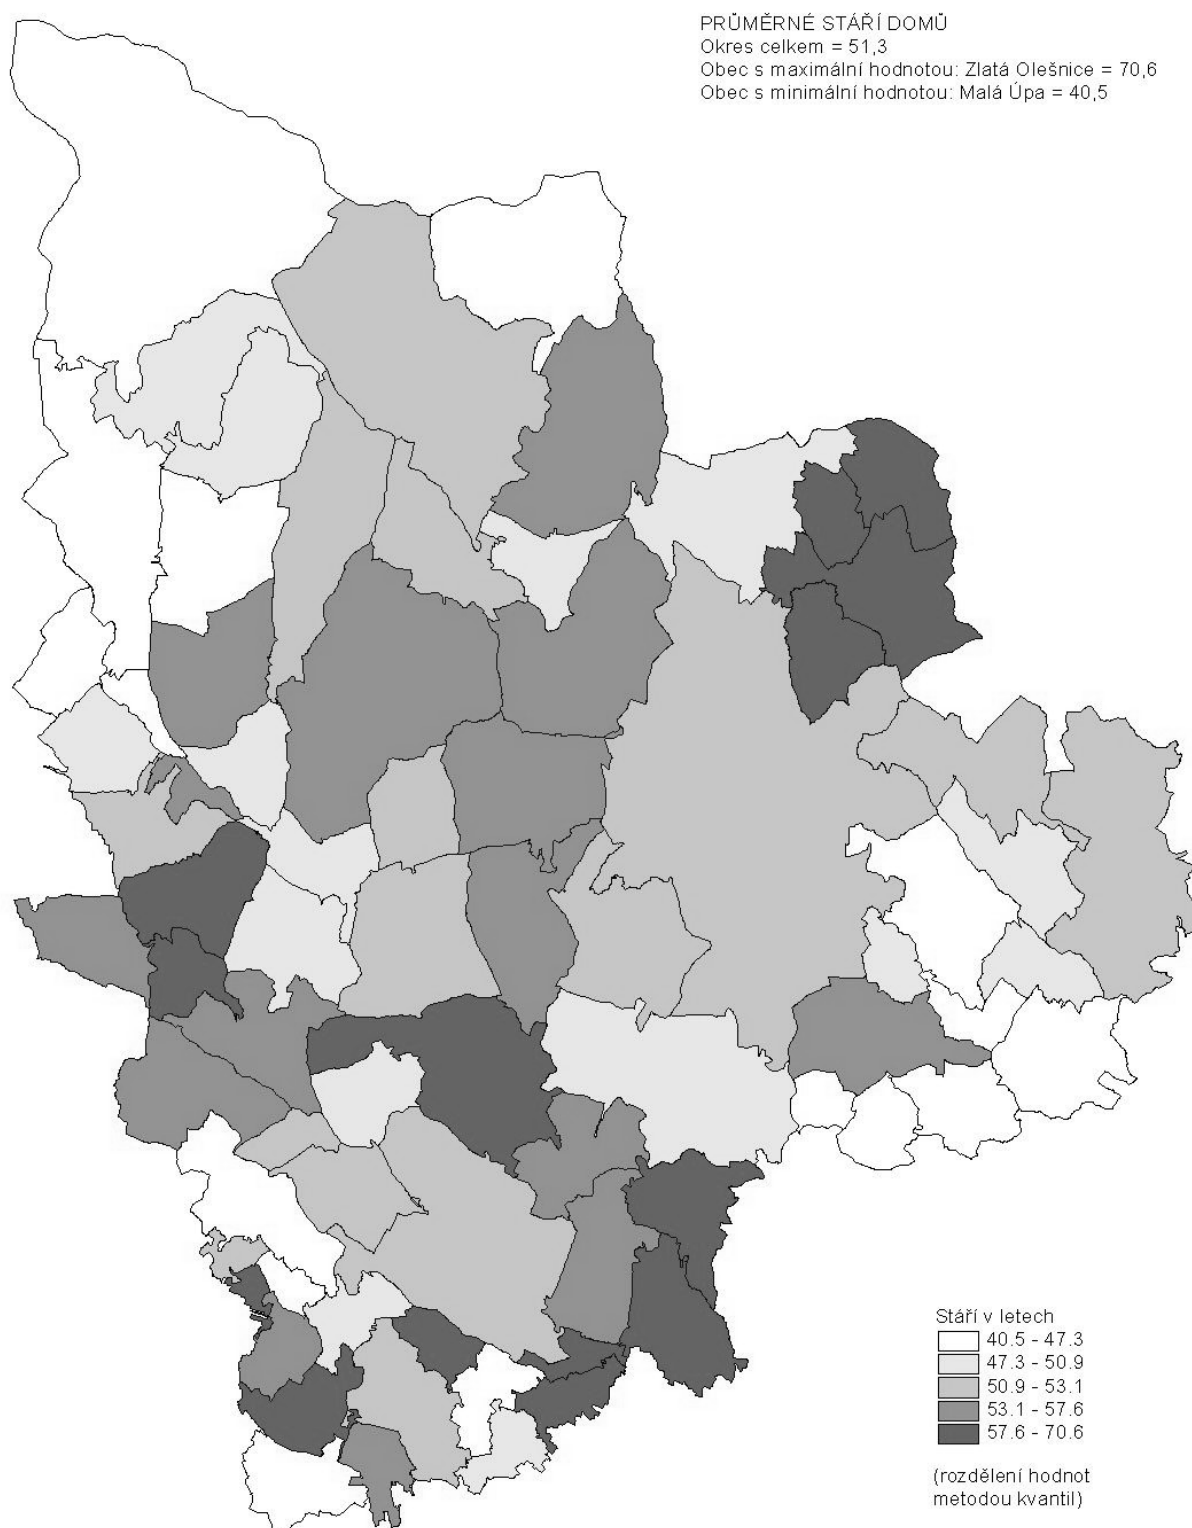 PRŮMĚRNÉ STÁŘÍ DOMŮ
Okres celkem = 51,3
Obec s maximální hodnotou: Zlatá Olešnice = 70,6
Obec s minimální hodnotou: Malá Úpa = 40,5
Stáří v letech
40.5 - 47.3
47.3 - 50.9
50.9 - 53.1
53.1 - 57.6
57.6 - 70.6
(rozdělení hodnot
metodou kvantil)